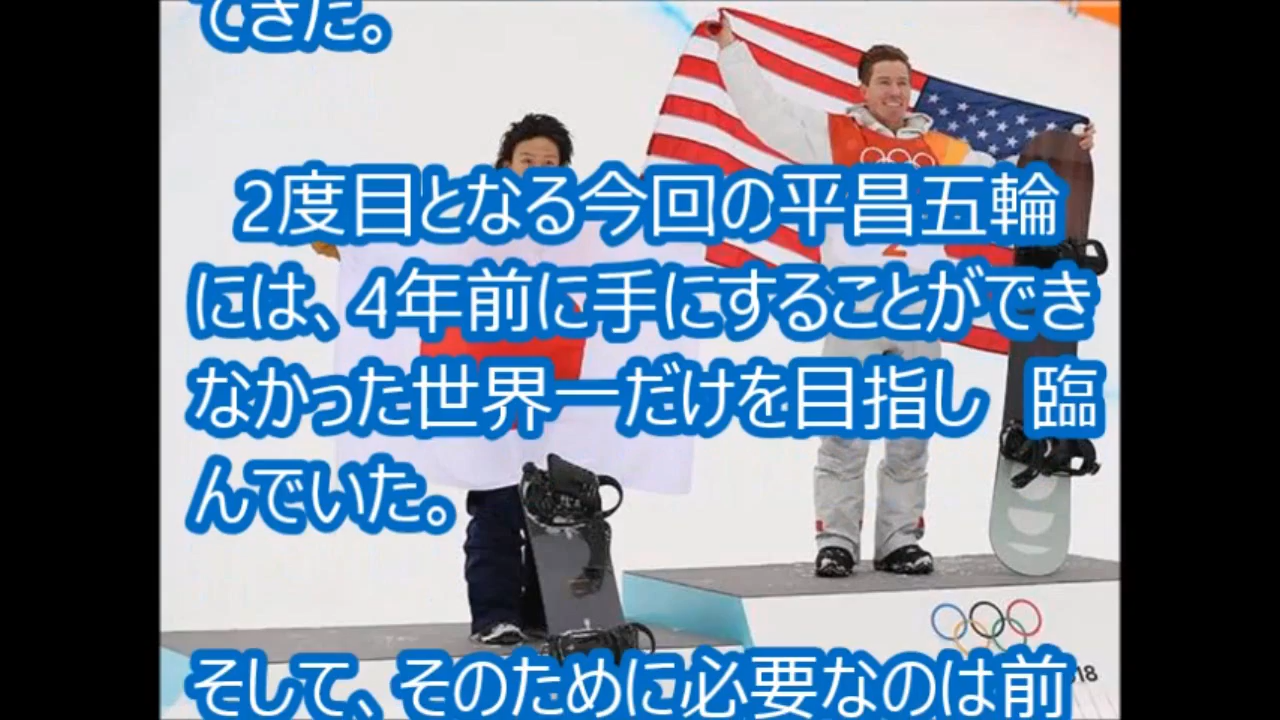 てきた。
2度目となる今回の平昌五輪
には、4年前に手にすることができ
なかった世界一だけを目指し　臨
んでいた。
そして、そのために必要なのは前